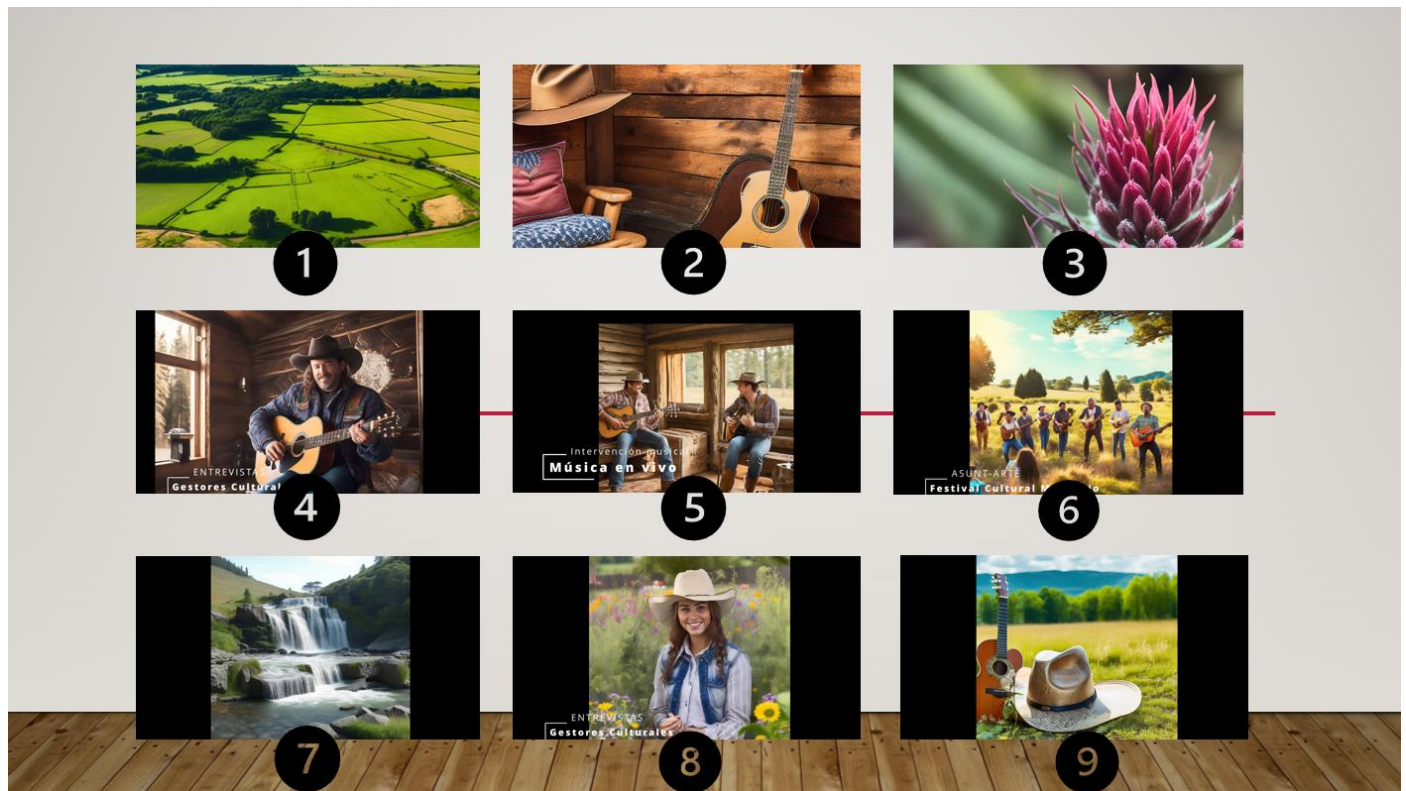 1
2
3
ENTREVISTAS
Gestores Cultural
4
Intervención musical
Música en vivo
5
ASUNT-ARTE
Festival Cultural
6
7
ENTREVISTAS
Gestores Culturales
8
9